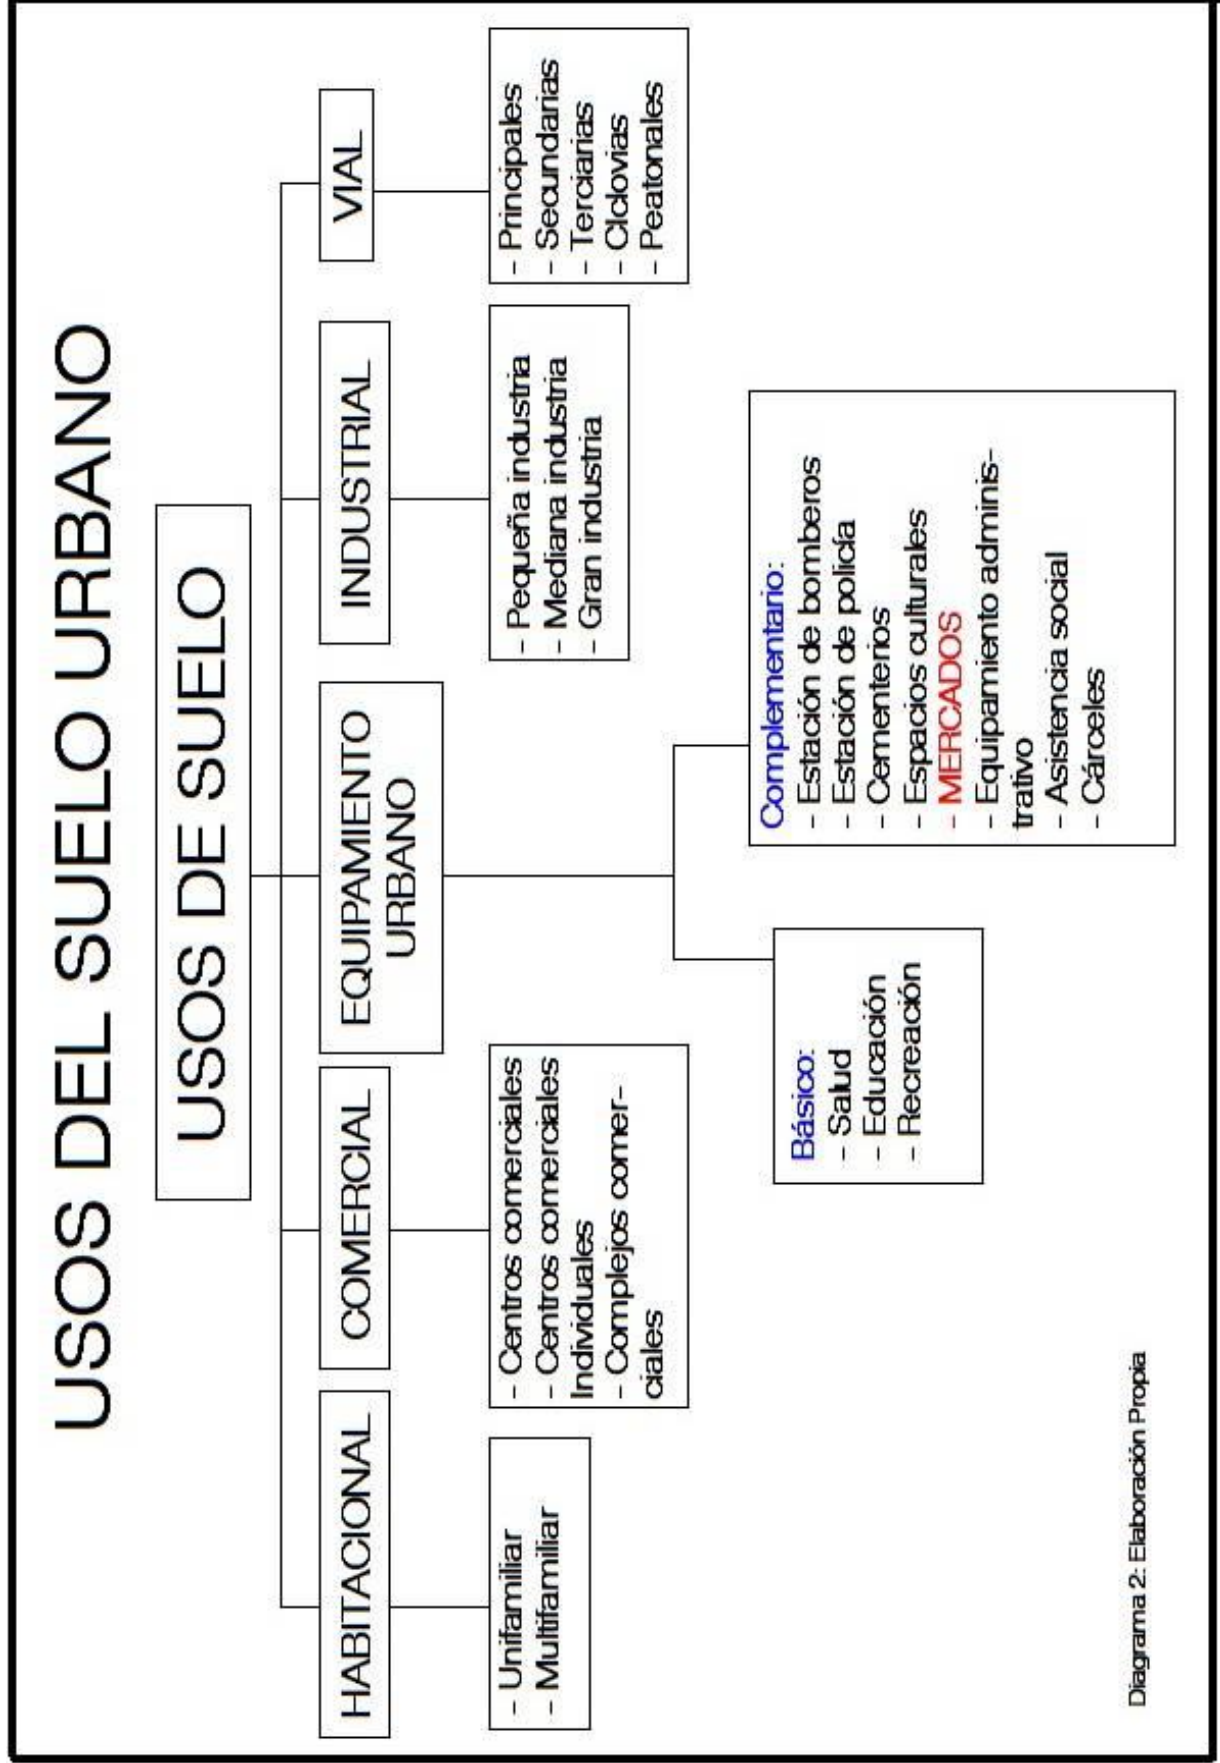 USOS DEL SUELO URBANO
USOS DE SUELO
HABITACIONAL
- Unifamiliar
- Multifamiliar
COMERCIAL
- Centros comerciales
- Centros comerciales
Individuales
- Complejos comer-
ciales
EQUIPAMIENTO
URBANO
Básico:
- Salud
- Educación
- Recreación
Complementario:
- Estación de bomberos
- Estación de policía
- Cementerios
- Espacios culturales
- MERCADOS
- Equipamiento adminis-
trativo
- Asistencia social
- Cárceles
INDUSTRIAL
- Pequeña industria
- Mediana industria
- Gran industria
VIAL
- Principales
- Secundarias
- Terciarias
- Ciclovias
- Peatonales
Diagrama 2: Elaboración Propia